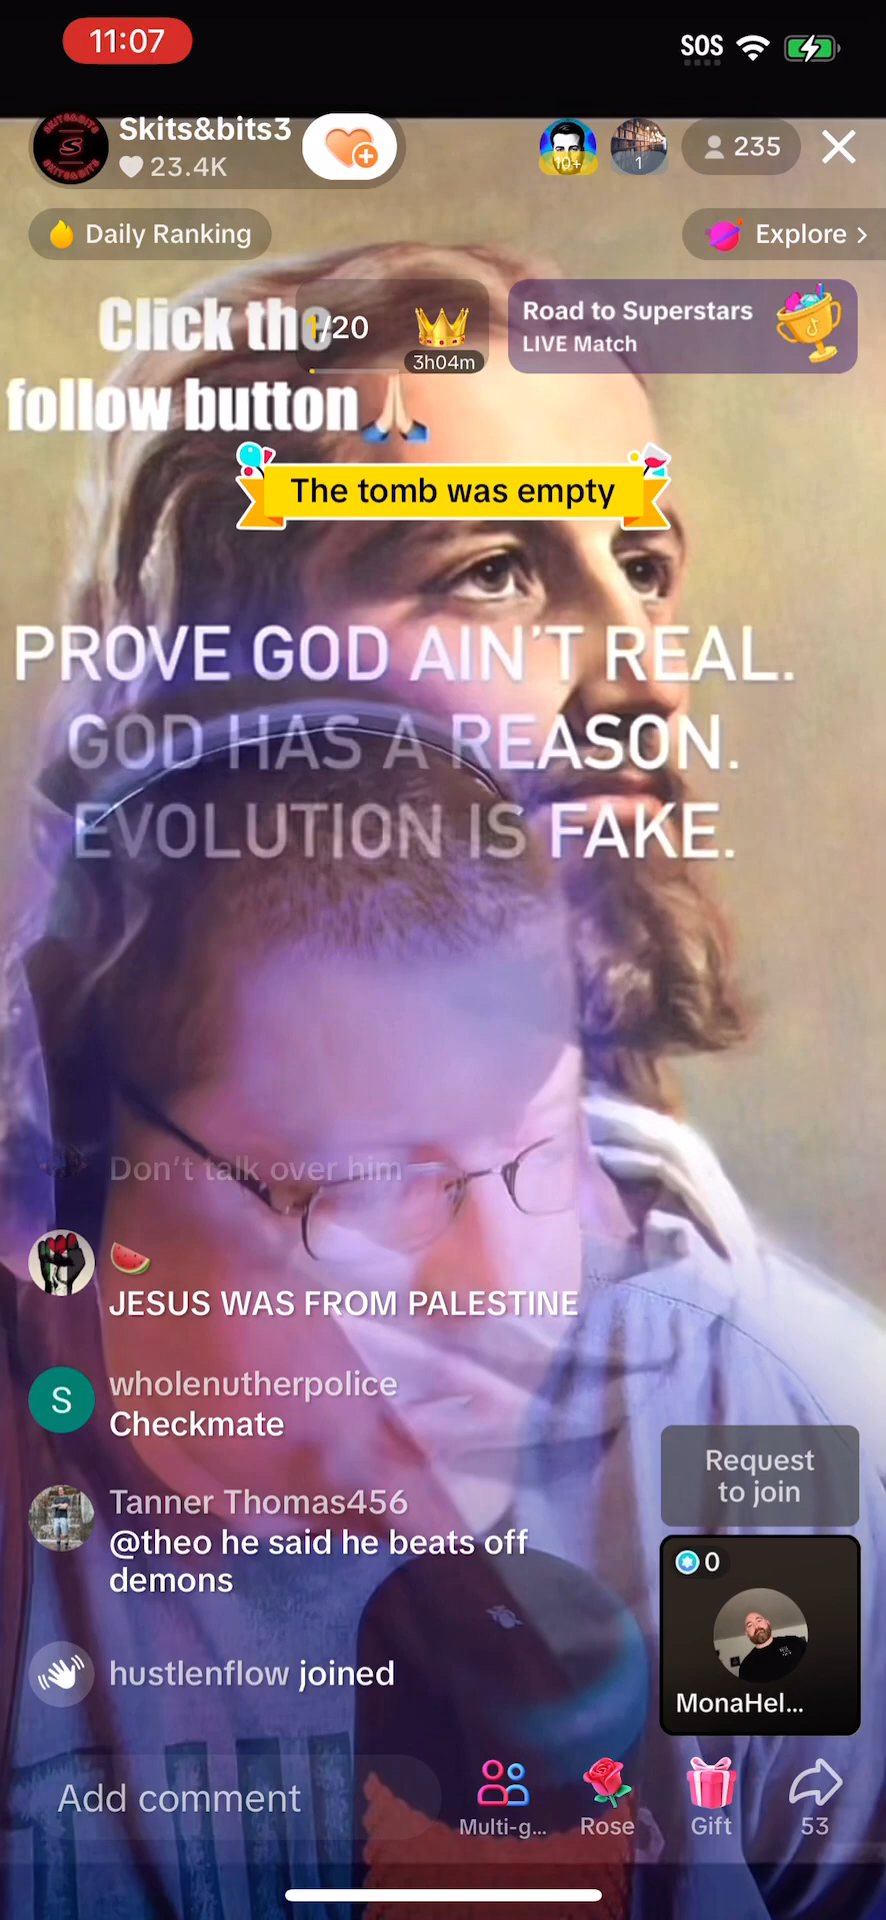 11:07
SOS
Skits&bits3
23.4K
10+
1
235
Daily Ranking
Explore >
Click the
1/20
3h04m
Road to Superstars
LIVE Match
follow button
The tomb was empty
PROVE GOD AIN'T REAL.
GOD HAS A REASON.
EVOLUTION IS FAKE.
Don't talk over him
JESUS WAS FROM PALESTINE
S
wholenutherpolice
Checkmate
Tanner Thomas456
@theo he said he beats off
demons
hustlenflow joined
Request
to join
0
MonaHel...
Add comment
Multi-g...
Rose
Gift
53